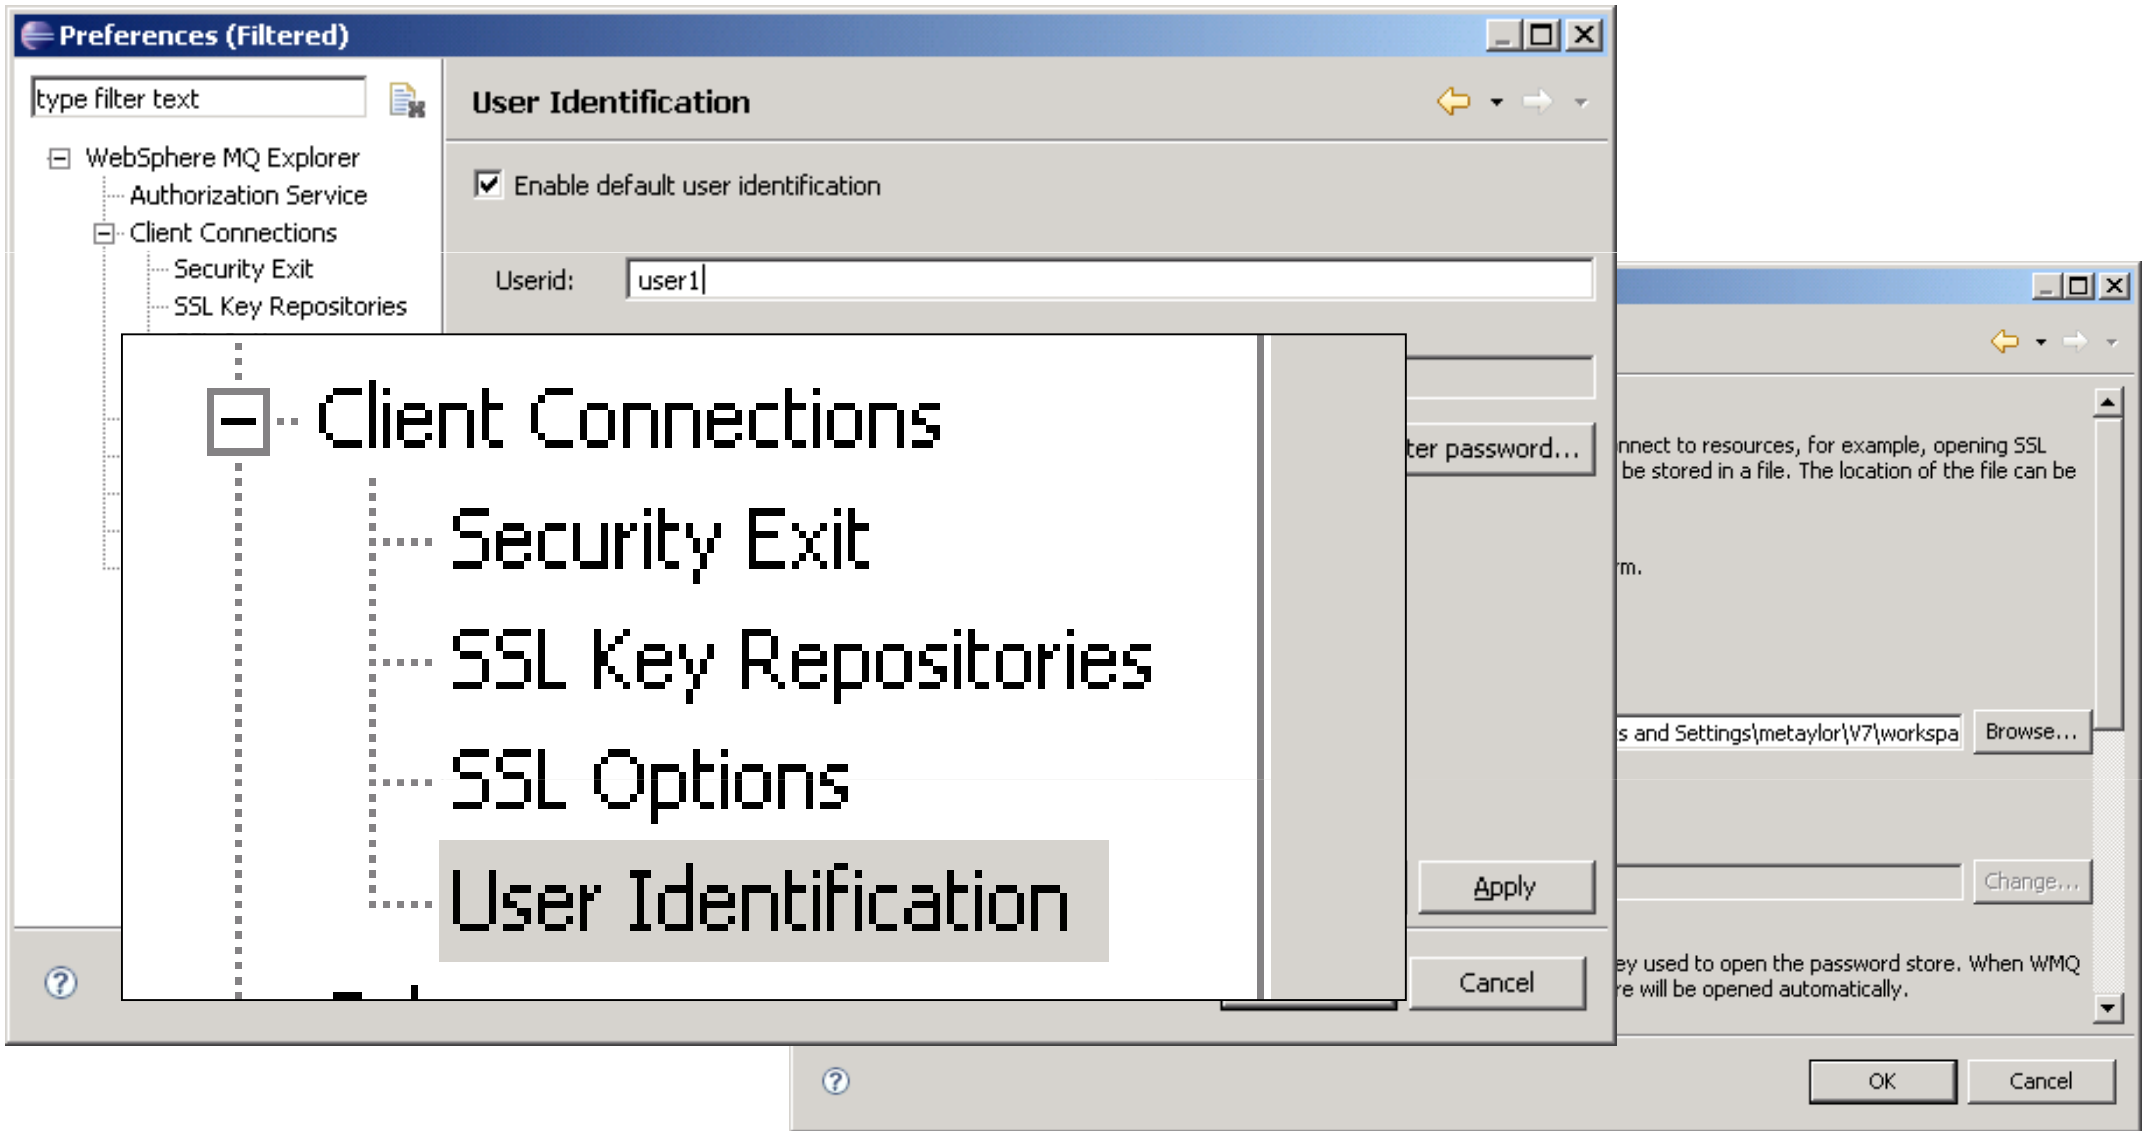 Preferences (Filtered)
type filter text
WebSphere MQ Explorer
Authorization Service
Client Connections
Security Exit
SSL Key Repositories
User Identification
Enable default user identification
Userid:
user1
Client Connections
Security Exit
SSL Key Repositories
SSL Options
User Identification
ter password...
Apply
Cancel
nnect to resources, for example, opening SSL
be stored in a file. The location of the file can be
rm.
s and Settings\metaylor\V7\workspa
Browse...
Change...
ey used to open the password store. When WMQ
re will be opened automatically.
OK
Cancel